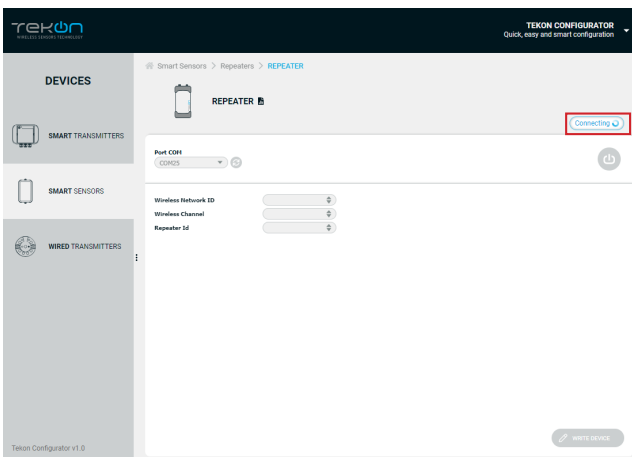 TEKON
WIRELESS SENSORS TECHNOLOGY
TEKON CONFIGURATOR
Quick, easy and smart configuration
DEVICES
SMART TRANSMITTERS
SMART SENSORS
WIRED TRANSMITTERS
Tekon Configurator v1.0
Smart Sensors > Repeaters > REPEATER
REPEATER
Connecting
Port COM
COM25
Wireless Network ID
Wireless Channel
Repeater Id
WRITE DEVICE